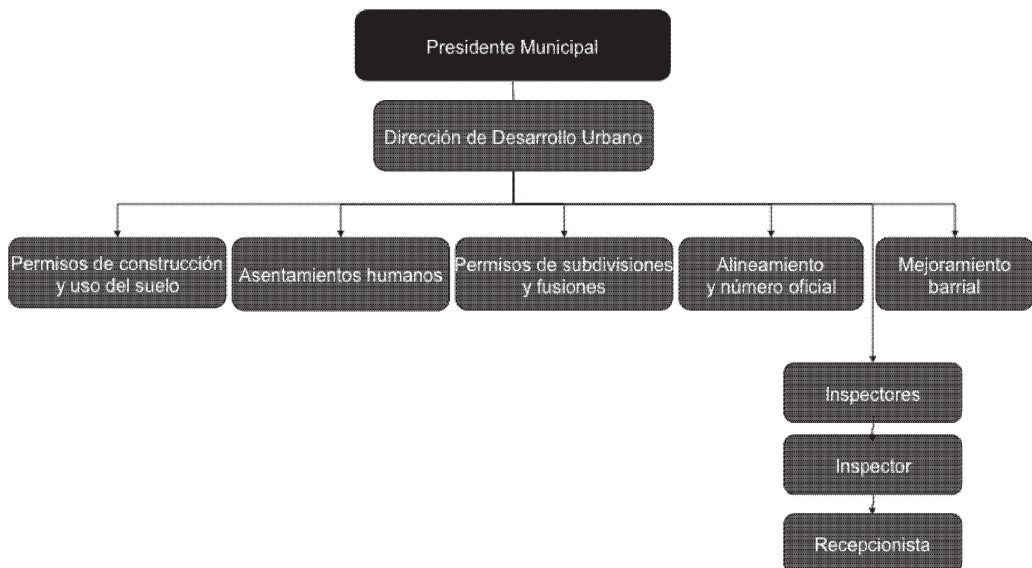 Presidente Municipal
Dirección de Desarrollo Urbano
Permisos de construcción
y uso del suelo
Asentamientos humanos
Permisos de subdivisiones
y fusiones
Alineamiento
y número oficial
Mejoramiento
barrial
Inspectores
Inspector
Recepcionista